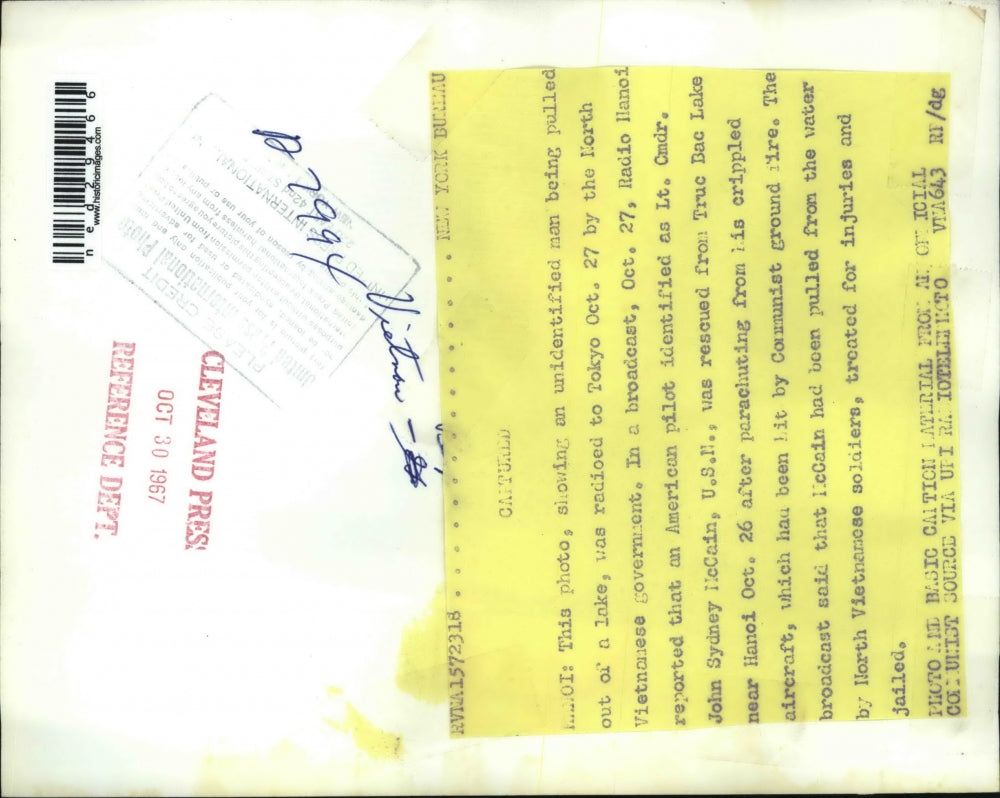 RVHA1572318 . . . . . . . . . . . . . . . . . . . . . NEW YORK BUREAU
CAPTURED
HANOI: This photo, showing an unidentified man being pulled
out of a lake, was radioed to Tokyo Oct. 27 by the North
Vietnamese government. In a broadcast, Oct. 27, Radio Hanoi
reported that an American pilot identified as Lt. Cmdr.
John Sydney McCain, U.S.N., was rescued from Truc Bac Lake
near Hanoi Oct. 26 after parachuting from his crippled
aircraft, which had been hit by Communist ground fire. The
broadcast said that McCain had been pulled from the water
by North Vietnamese soldiers, treated for injuries and
jailed.
PHOTO AND BASIC CAPTION MATERIAL FROM AN OFFICIAL
COMMUNIST SOURCE VIA UPI RADIOTELEPHOTO VHA643 RT/dg
P 2994 Vietnam -
CLEVELAND PRESS
OCT 30 1967
REFERENCE DEPT.
PLEASE
CREDIT
United Press International Photo
ned29466
www.historicimages.com